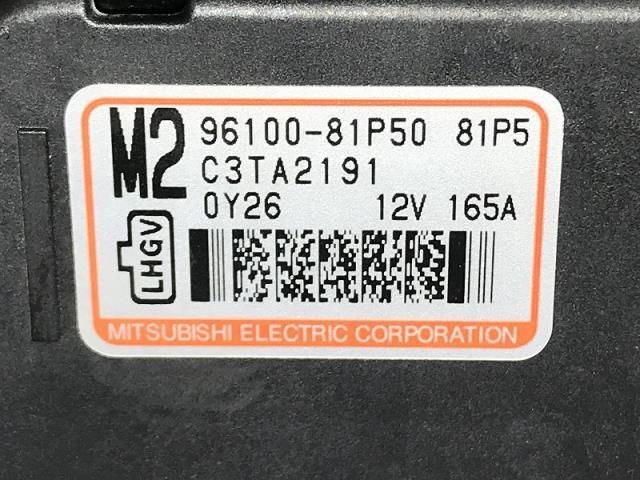 M2 96100-81P50 81P5
C3TA2191
0Y26 12V 165A
LHGV
MITSUBISHI ELECTRIC CORPORATION